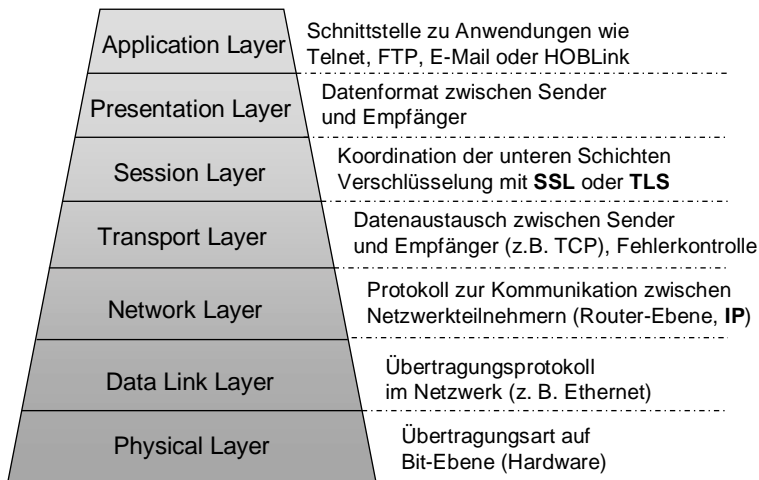 Application Layer
Schnittstelle zu Anwendungen wie
Telnet, FTP, E-Mail oder HOBLink
Presentation Layer
Datenformat zwischen Sender
und Empfänger
Session Layer
Koordination der unteren Schichten
Verschlüsselung mit SSL oder TLS
Transport Layer
Datenaustausch zwischen Sender
und Empfänger (z.B. TCP), Fehlerkontrolle
Network Layer
Protokoll zur Kommunikation zwischen
Netzwerkteilnehmern (Router-Ebene, IP)
Data Link Layer
Übertragungsprotokoll
im Netzwerk (z. B. Ethernet)
Physical Layer
Übertragungsart auf
Bit-Ebene (Hardware)